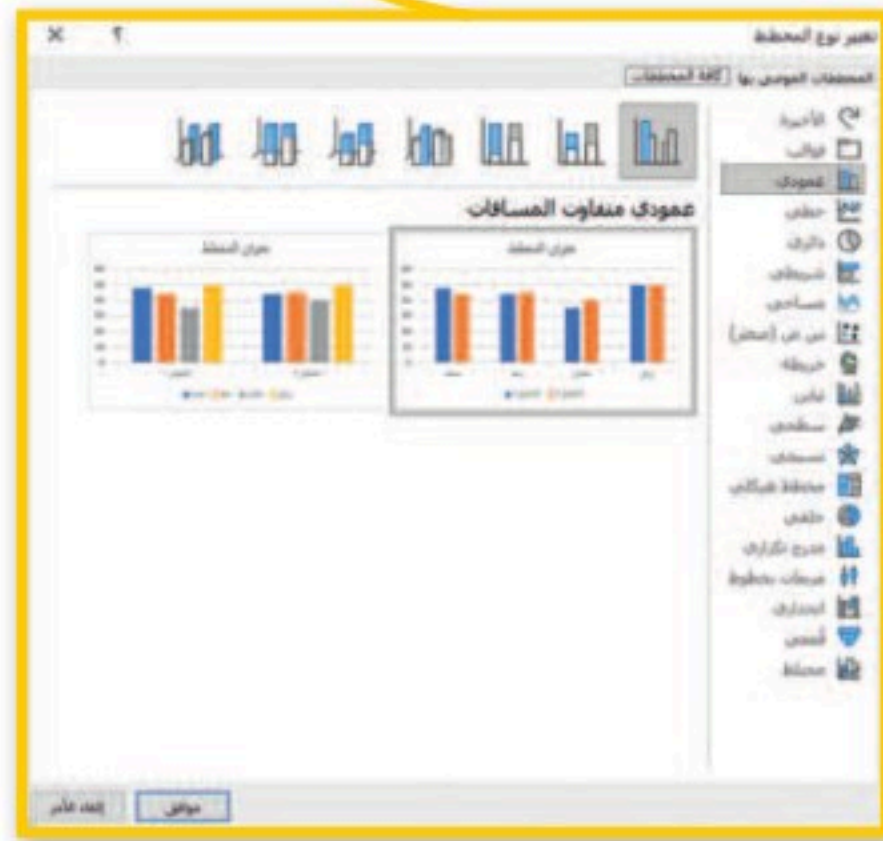 تغيير نوع المخطط
؟
المخططات الموصى بها كافة المخططات
الأخيرة
قوالب
عمودي
خطي
دائري
شريطي
مساحي
س ص (مبعثر)
خريطة
سطحي
نسيجي
مخطط هيكلي
حلقي
مدرج تكراري
مربعات بخطوط
انحداري
قمعي
مختلط
عمودي متفاوت المسافات
عنوان المخطط
عنوان المخطط
موافق
إلغاء الأمر